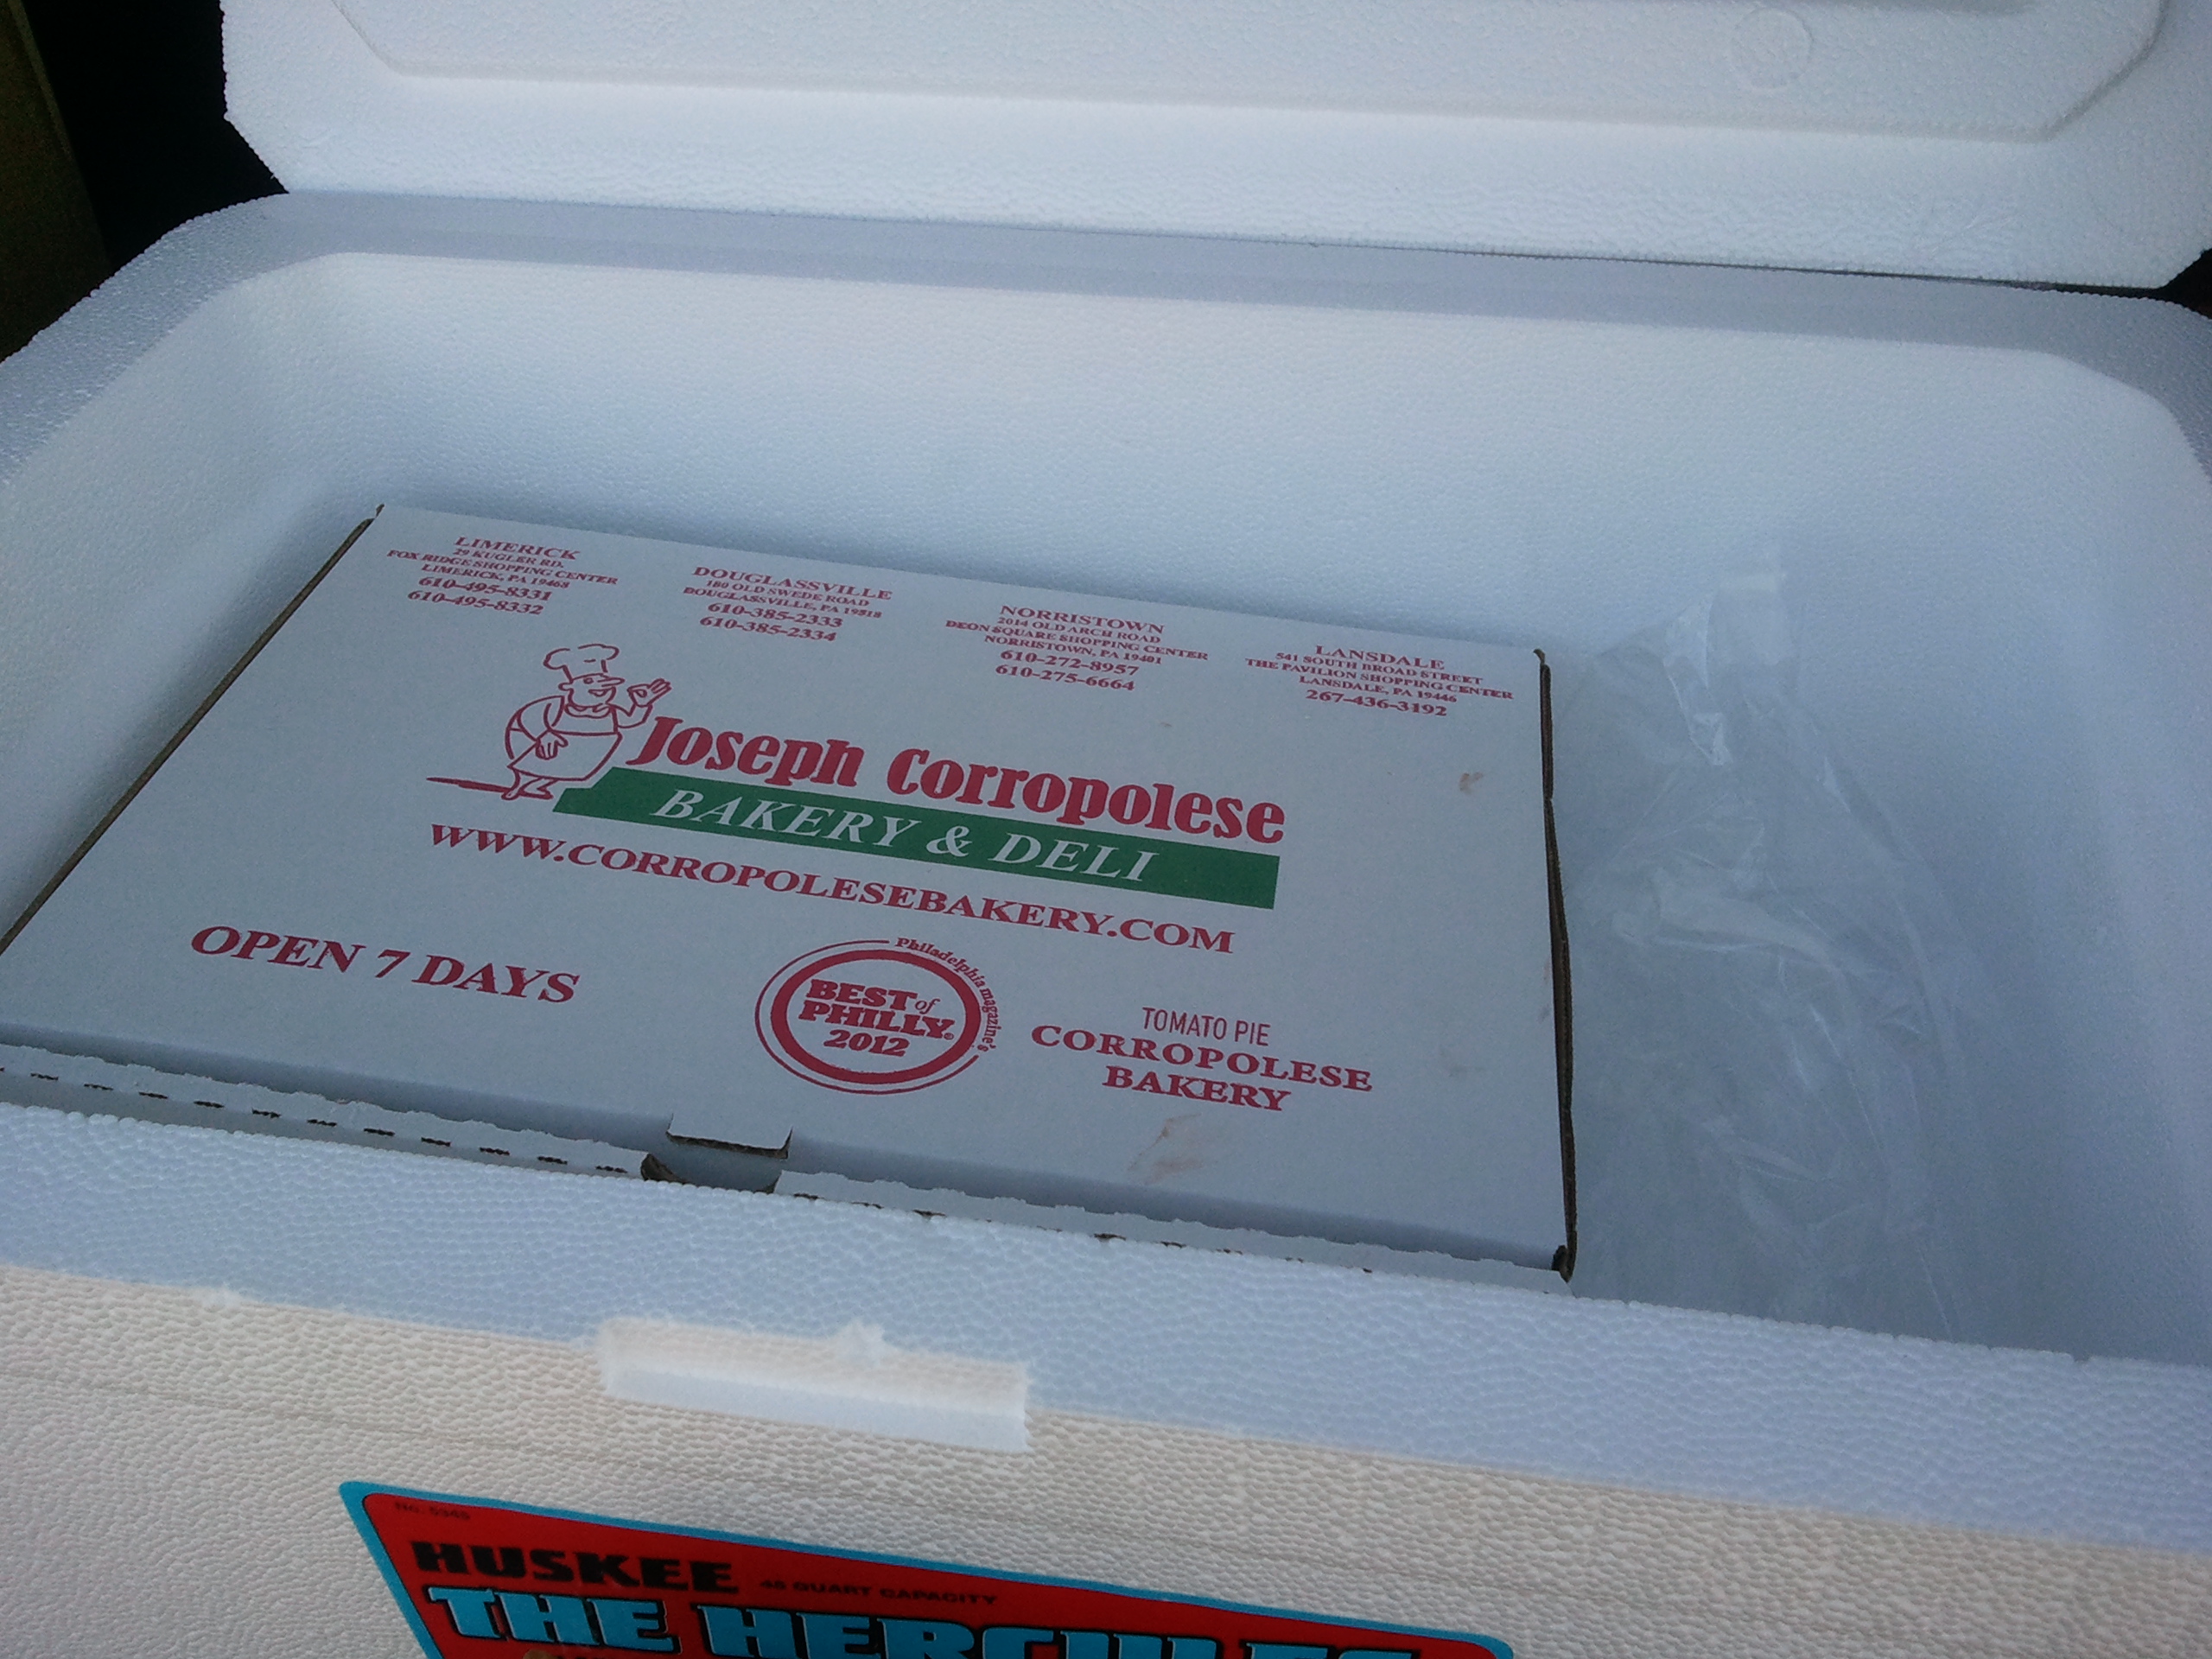 LIMERICK
29 KUGLER RD.
FOX RIDGE SHOPPING CENTER
LIMERICK, PA 19468
610-495-8331
610-495-8332
DOUGLASSVILLE
180 OLD SWEDE ROAD
DOUGLASSVILLE, PA 19518
610-385-2333
610-385-2334
NORRISTOWN
2014 OLD ARCH ROAD
DEON SQUARE SHOPPING CENTER
NORRISTOWN, PA 19401
610-272-8957
610-275-6664
LANSDALE
541 SOUTH BROAD STREET
THE PAVILION SHOPPING CENTER
LANSDALE, PA 19446
267-436-3192
Joseph Corropolese
BAKERY & DELI
WWW.CORROPOLESEBAKERY.COM
OPEN 7 DAYS
Philadelphia magazine's
BEST of
PHILLY®
2012
TOMATO PIE
CORROPOLESE
BAKERY
No. 5345
HUSKEE 48 QUART CAPACITY
THE HERCULES